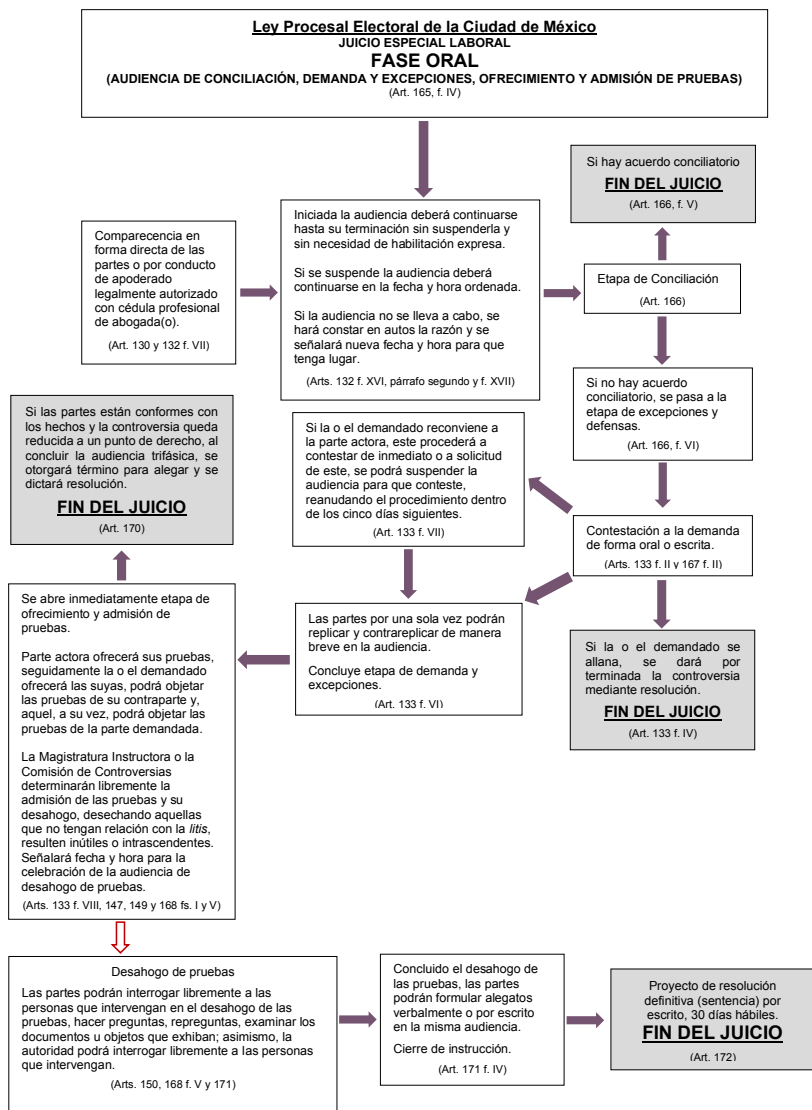 Ley Procesal Electoral de la Ciudad de México
JUICIO ESPECIAL LABORAL
FASE ORAL
(AUDIENCIA DE CONCILIACIÓN, DEMANDA Y EXCEPCIONES, OFRECIMIENTO Y ADMISIÓN DE PRUEBAS)
(Art. 165, f. IV)
Comparecencia en
forma directa de las
partes o por conducto
de apoderado
legalmente autorizado
con cédula profesional
de abogada(o).
(Art. 130 y 132 f. VII)
Iniciada la audiencia deberá continuarse
hasta su terminación sin suspenderla y
sin necesidad de habilitación expresa.
Si se suspende la audiencia deberá
continuarse en la fecha y hora ordenada.
Si la audiencia no se lleva a cabo, se
hará constar en autos la razón y se
señalará nueva fecha y hora para que
tenga lugar.
(Arts. 132 f. XVI, párrafo segundo y f. XVII)
Si hay acuerdo conciliatorio
FIN DEL JUICIO
(Art. 166, f. V)
Etapa de Conciliación
(Art. 166)
Si no hay acuerdo
conciliatorio, se pasa a la
etapa de excepciones y
defensas.
(Art. 166, f. VI)
Contestación a la demanda
de forma oral o escrita.
(Arts. 133 f. II y 167 f. II)
Si la o el demandado se
allana, se dará por
terminada la controversia
mediante resolución.
FIN DEL JUICIO
(Art. 133 f. IV)
Si la o el demandado reconviene a
la parte actora, este procederá a
contestar de inmediato o a solicitud
de este, se podrá suspender la
audiencia para que conteste,
reanudando el procedimiento dentro
de los cinco días siguientes.
(Art. 133 f. VII)
Las partes por una sola vez podrán
replicar y contrareplicar de manera
breve en la audiencia.
Concluye etapa de demanda y
excepciones.
(Art. 133 f. VI)
Si las partes están conformes con
los hechos y la controversia queda
reducida a un punto de derecho, al
concluir la audiencia trifásica, se
otorgará término para alegar y se
dictará resolución.
FIN DEL JUICIO
(Art. 170)
Se abre inmediatamente etapa de
ofrecimiento y admisión de
pruebas.
Parte actora ofrecerá sus pruebas,
seguidamente la o el demandado
ofrecerá las suyas, podrá objetar
las pruebas de su contraparte y,
aquel, a su vez, podrá objetar las
pruebas de la parte demandada.
La Magistratura Instructora o la
Comisión de Controversias
determinarán libremente la
admisión de las pruebas y su
desahogo, desechando aquellas
que no tengan relación con la litis,
resulten inútiles o intrascendentes.
Señalará fecha y hora para la
celebración de la audiencia de
desahogo de pruebas.
(Arts. 133 f. VIII, 147, 149 y 168 fs. I y V)
Desahogo de pruebas
Las partes podrán interrogar libremente a las
personas que intervengan en el desahogo de las
pruebas, hacer preguntas, repreguntas, examinar los
documentos u objetos que exhiban; asimismo, la
autoridad podrá interrogar libremente a las personas
que intervengan.
(Arts. 150, 168 f. V y 171)
Concluido el desahogo de
las pruebas, las partes
podrán formular alegatos
verbalmente o por escrito
en la misma audiencia.
Cierre de instrucción.
(Art. 171 f. IV)
Proyecto de resolución
definitiva (sentencia) por
escrito, 30 días hábiles.
FIN DEL JUICIO
(Art. 172)